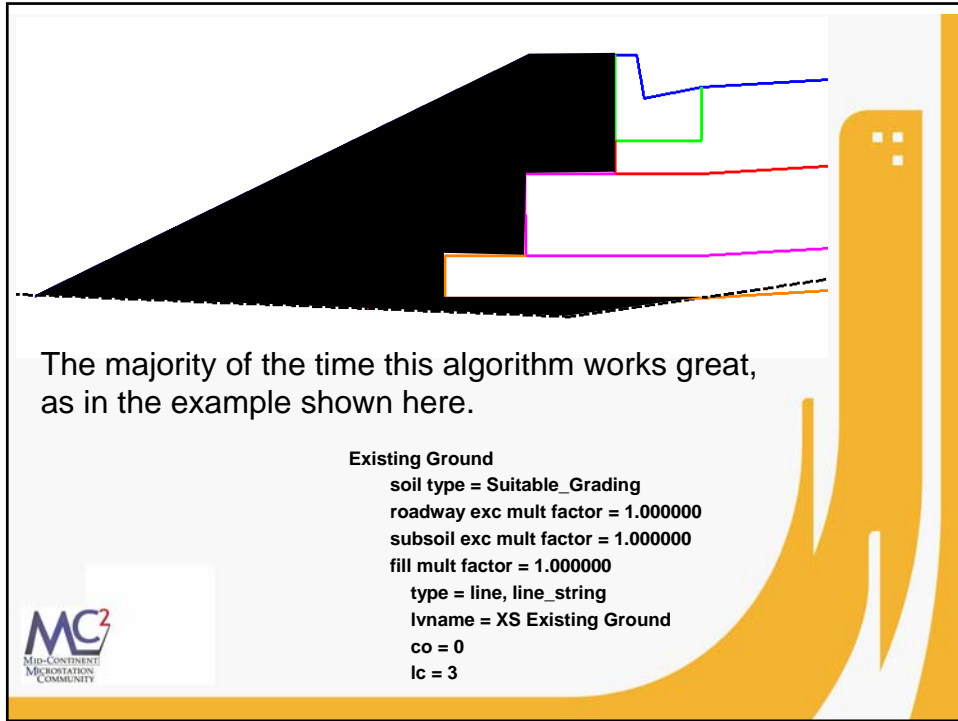 The majority of the time this algorithm works great,
as in the example shown here.
Existing Ground
soil type = Suitable_Grading
roadway exc mult factor = 1.000000
subsoil exc mult factor = 1.000000
fill mult factor = 1.000000
type = line, line_string
lvname = XS Existing Ground
co = 0
lc = 3
MC2
MID-CONTINENT
MICROSTATION
COMMUNITY